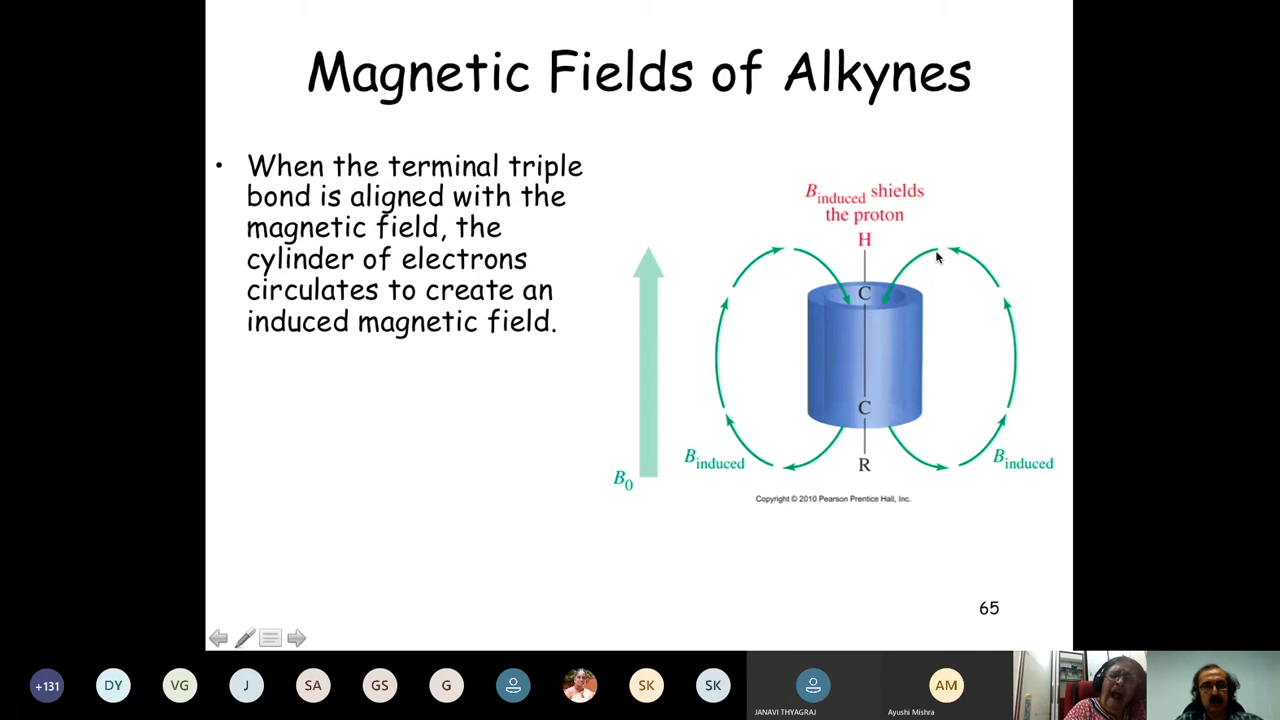 Magnetic Fields of Alkynes
• When the terminal triple
bond is aligned with the
magnetic field, the
cylinder of electrons
circulates to create an
induced magnetic field.
Binduced shields
the proton
H
C
C
R
Binduced
Binduced
B0
Copyright © 2010 Pearson Prentice Hall, Inc.
65
+131
DY
VG
J
SA
GS
G
SK
SK
AM
JANAVI THYAGRAJ
Ayushi Mishra